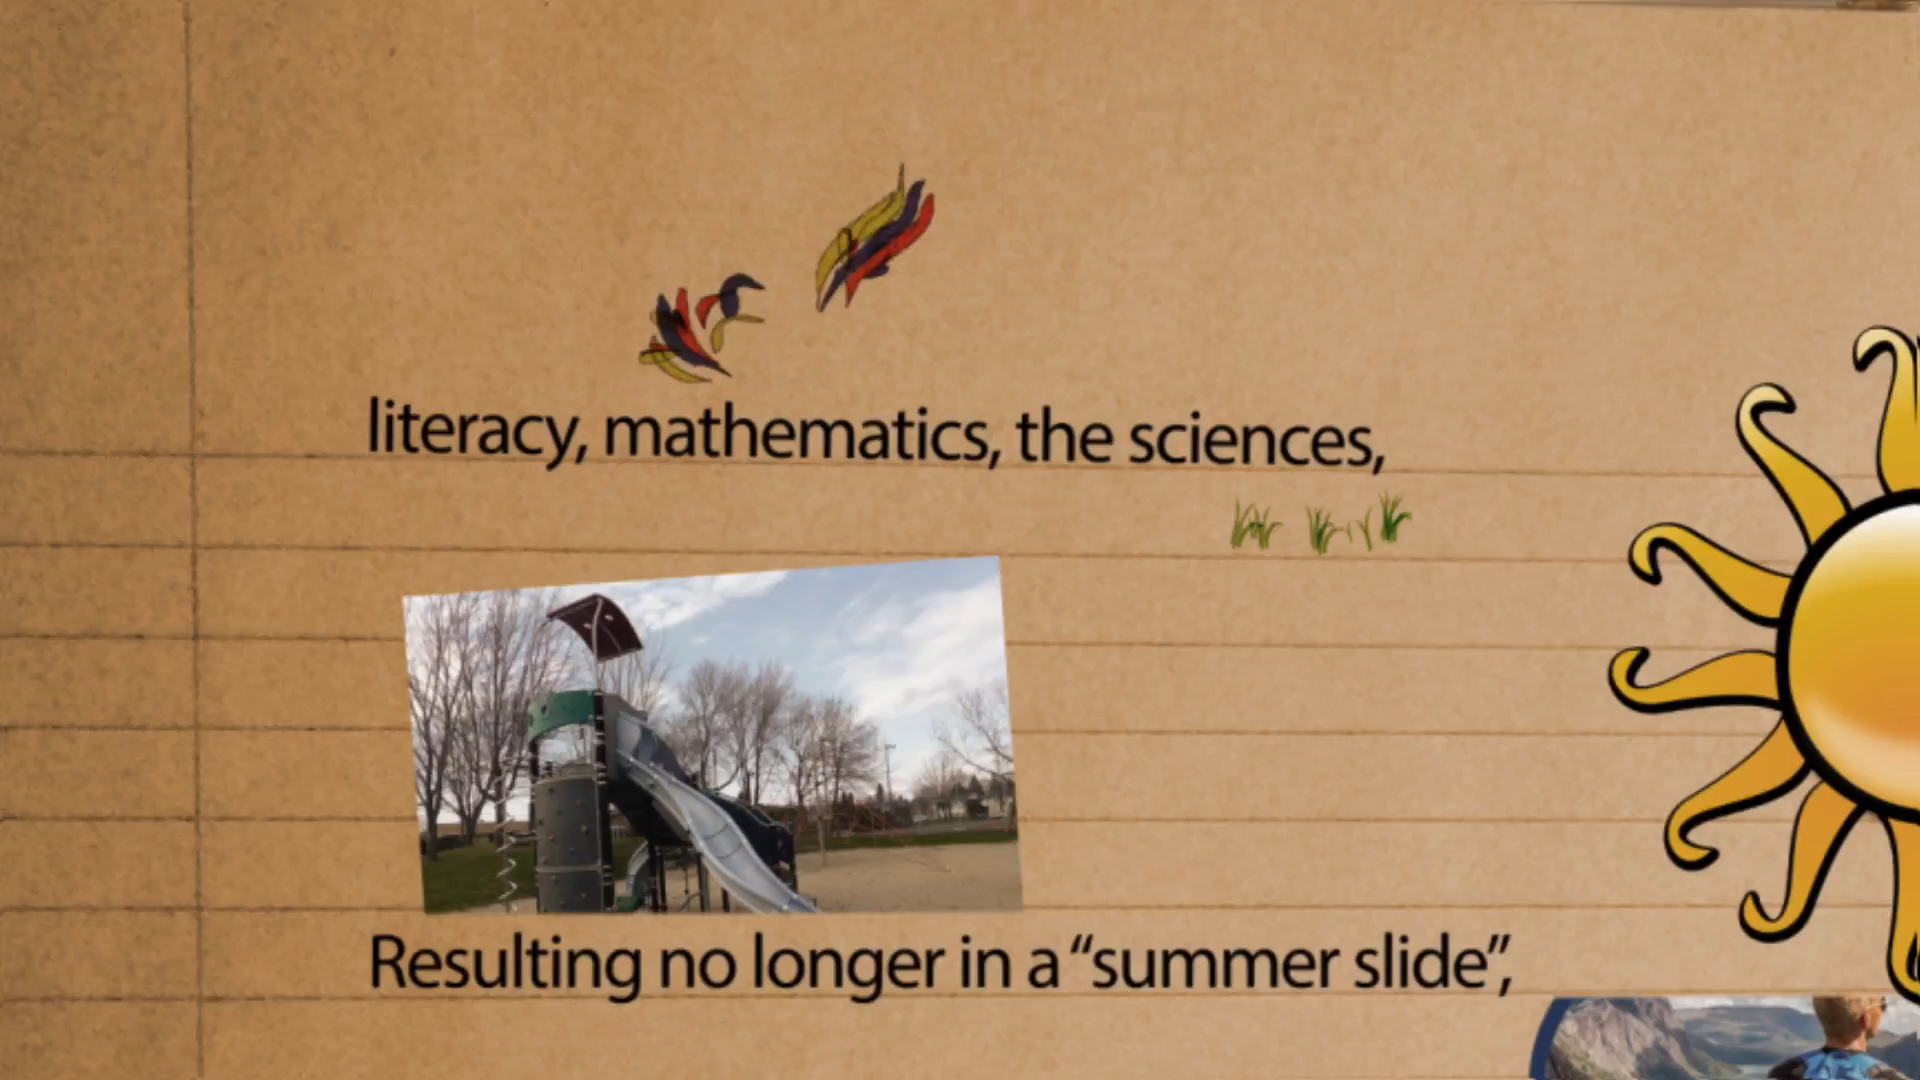 literacy, mathematics, the sciences,
Resulting no longer in a “summer slide”,